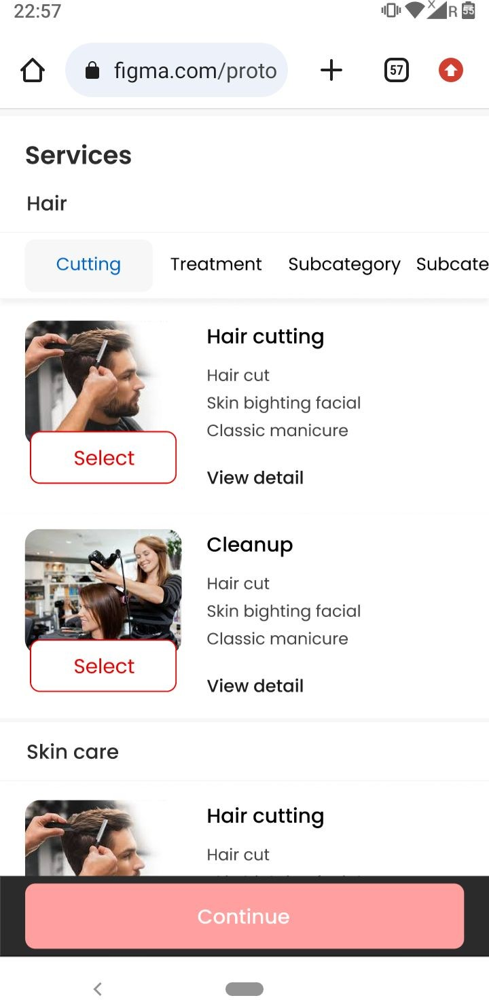 22:57
X
R
55
figma.com/proto
57
Services
Hair
Cutting Treatment Subcategory Subcate
Hair cutting
Hair cut
Skin bighting facial
Classic manicure
Select
View detail
Cleanup
Hair cut
Skin bighting facial
Classic manicure
Select
View detail
Skin care
Hair cutting
Hair cut
Continue